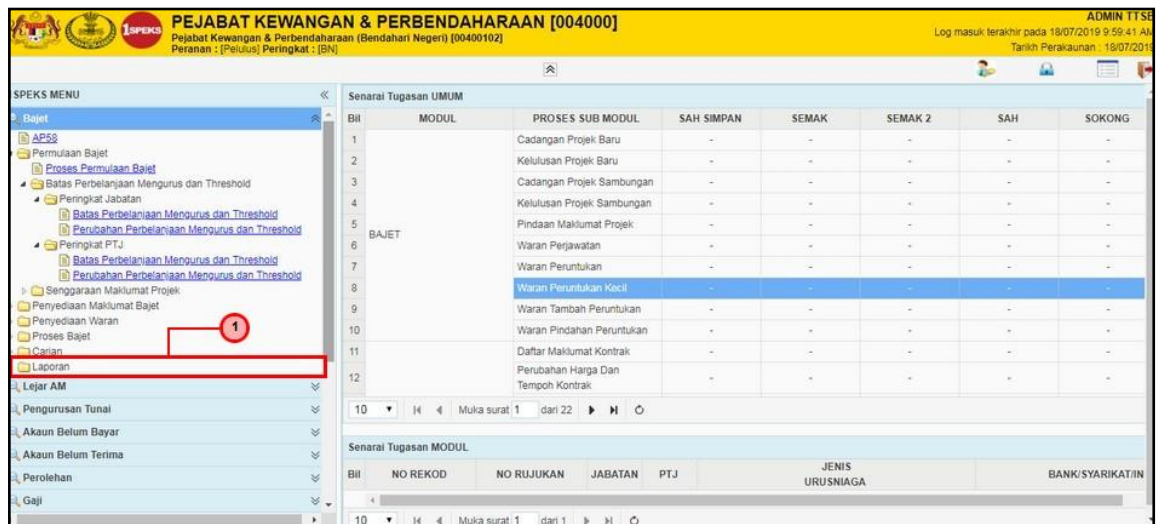 1SPEKS
PEJABAT KEWANGAN & PERBENDAHARAAN [004000]
Pejabat Kewangan & Perbendaharaan (Bendahari Negeri) [00400102]
Peranan : [Pelulus] Peringkat : [BN]
ADMIN TTSB
Log masuk terakhir pada 18/07/2019 9:59:41 AM
Tarikh Perakaunan : 18/07/2019
SPEKS MENU
Bajet
AP58
Permulaan Bajet
Proses Permulaan Bajet
Batas Perbelanjaan Mengurus dan Threshold
Peringkat Jabatan
Batas Perbelanjaan Mengurus dan Threshold
Perubahan Perbelanjaan Mengurus dan Threshold
Peringkat PTJ
Batas Perbelanjaan Mengurus dan Threshold
Perubahan Perbelanjaan Mengurus dan Threshold
Senggaraan Maklumat Projek
Penyediaan Maklumat Bajet
Penyediaan Waran
Proses Bajet
Carian
Laporan
1
Lejar AM
Pengurusan Tunai
Akaun Belum Bayar
Akaun Belum Terima
Perolehan
Gaji
Senarai Tugasan UMUM
Bil MODUL PROSES SUB MODUL SAH SIMPAN SEMAK SEMAK 2 SAH SOKONG
1 Cadangan Projek Baru - - - - -
2 Kelulusan Projek Baru - - - - -
3 Cadangan Projek Sambungan - - - - -
4 Kelulusan Projek Sambungan - - - - -
5 Pindaan Maklumat Projek - - - - -
BAJET
6 Waran Perjawatan - - - - -
7 Waran Peruntukan - - - - -
8 Waran Peruntukan Kecil - - - - -
9 Waran Tambah Peruntukan - - - - -
10 Waran Pindahan Peruntukan - - - - -
11 Daftar Maklumat Kontrak - - - - -
12 Perubahan Harga Dan
Tempoh Kontrak - - - - -
10 Muka surat 1 dari 22
Senarai Tugasan MODUL
Bil NO REKOD NO RUJUKAN JABATAN PTJ JENIS
URUSNIAGA BANK/SYARIKAT/IN
10 Muka surat 1 dari 1